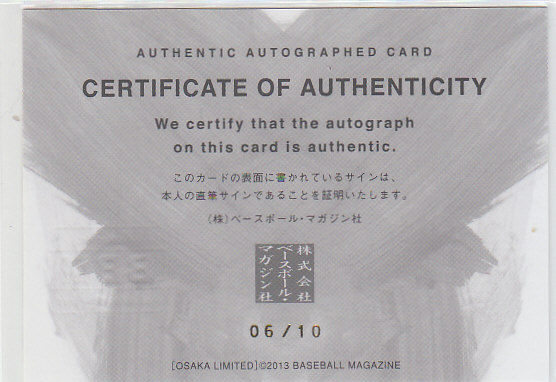 AUTHENTIC AUTOGRAPHED CARD
CERTIFICATE OF AUTHENTICITY
We certify that the autograph
on this card is authentic.
このカードの表面に書かれているサインは、
本人の直筆サインであることを証明いたします。
(株)ベースボール・マガジン社
株式会社
ベースボール・
マガジン社
06/10
[OSAKA LIMITED]©2013 BASEBALL MAGAZINE